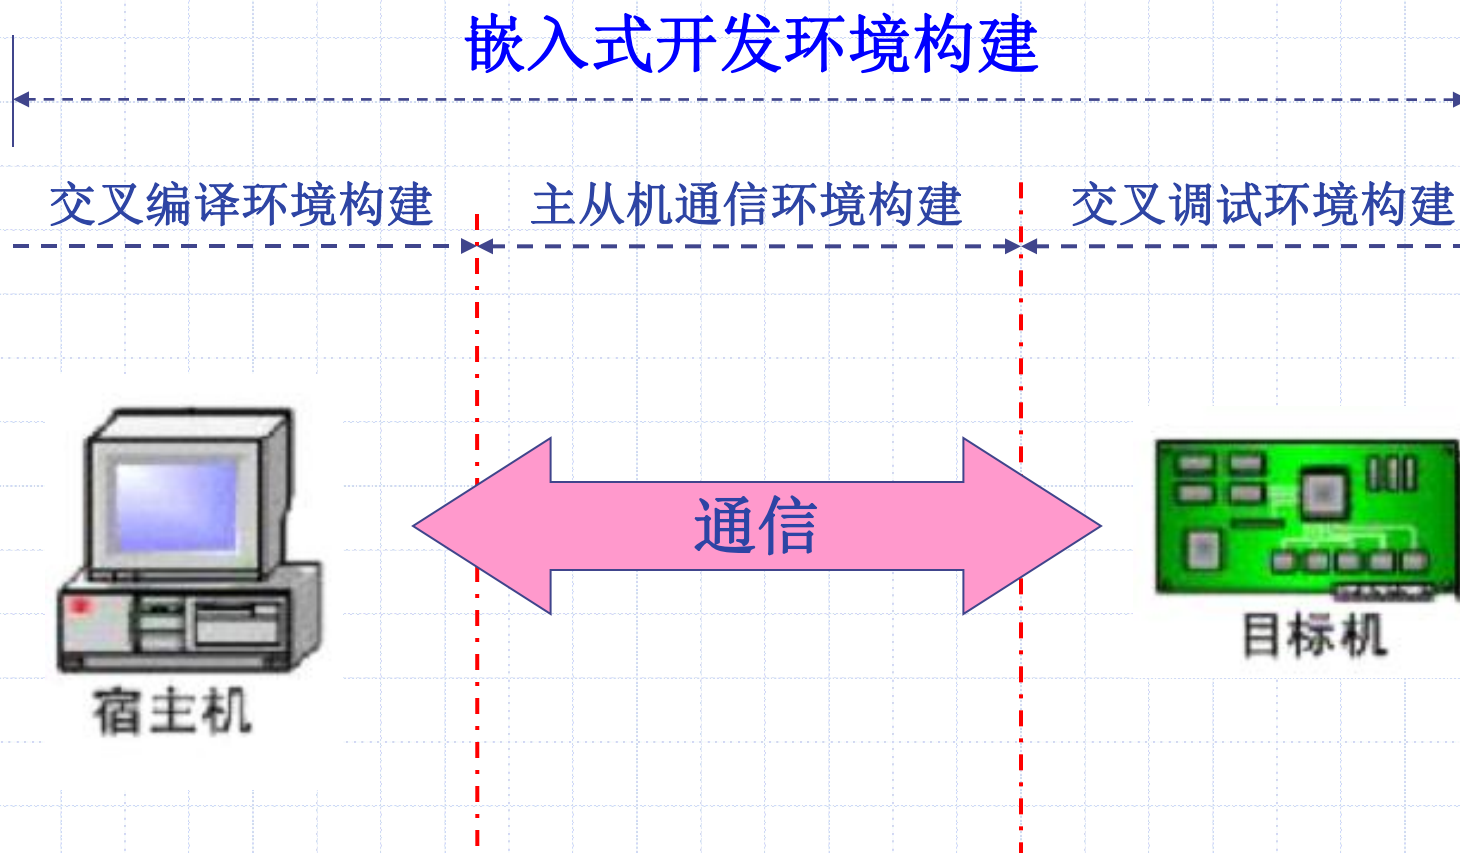 嵌入式开发环境构建
交叉编译环境构建
主从机通信环境构建
交叉调试环境构建
通信
目标机
宿主机